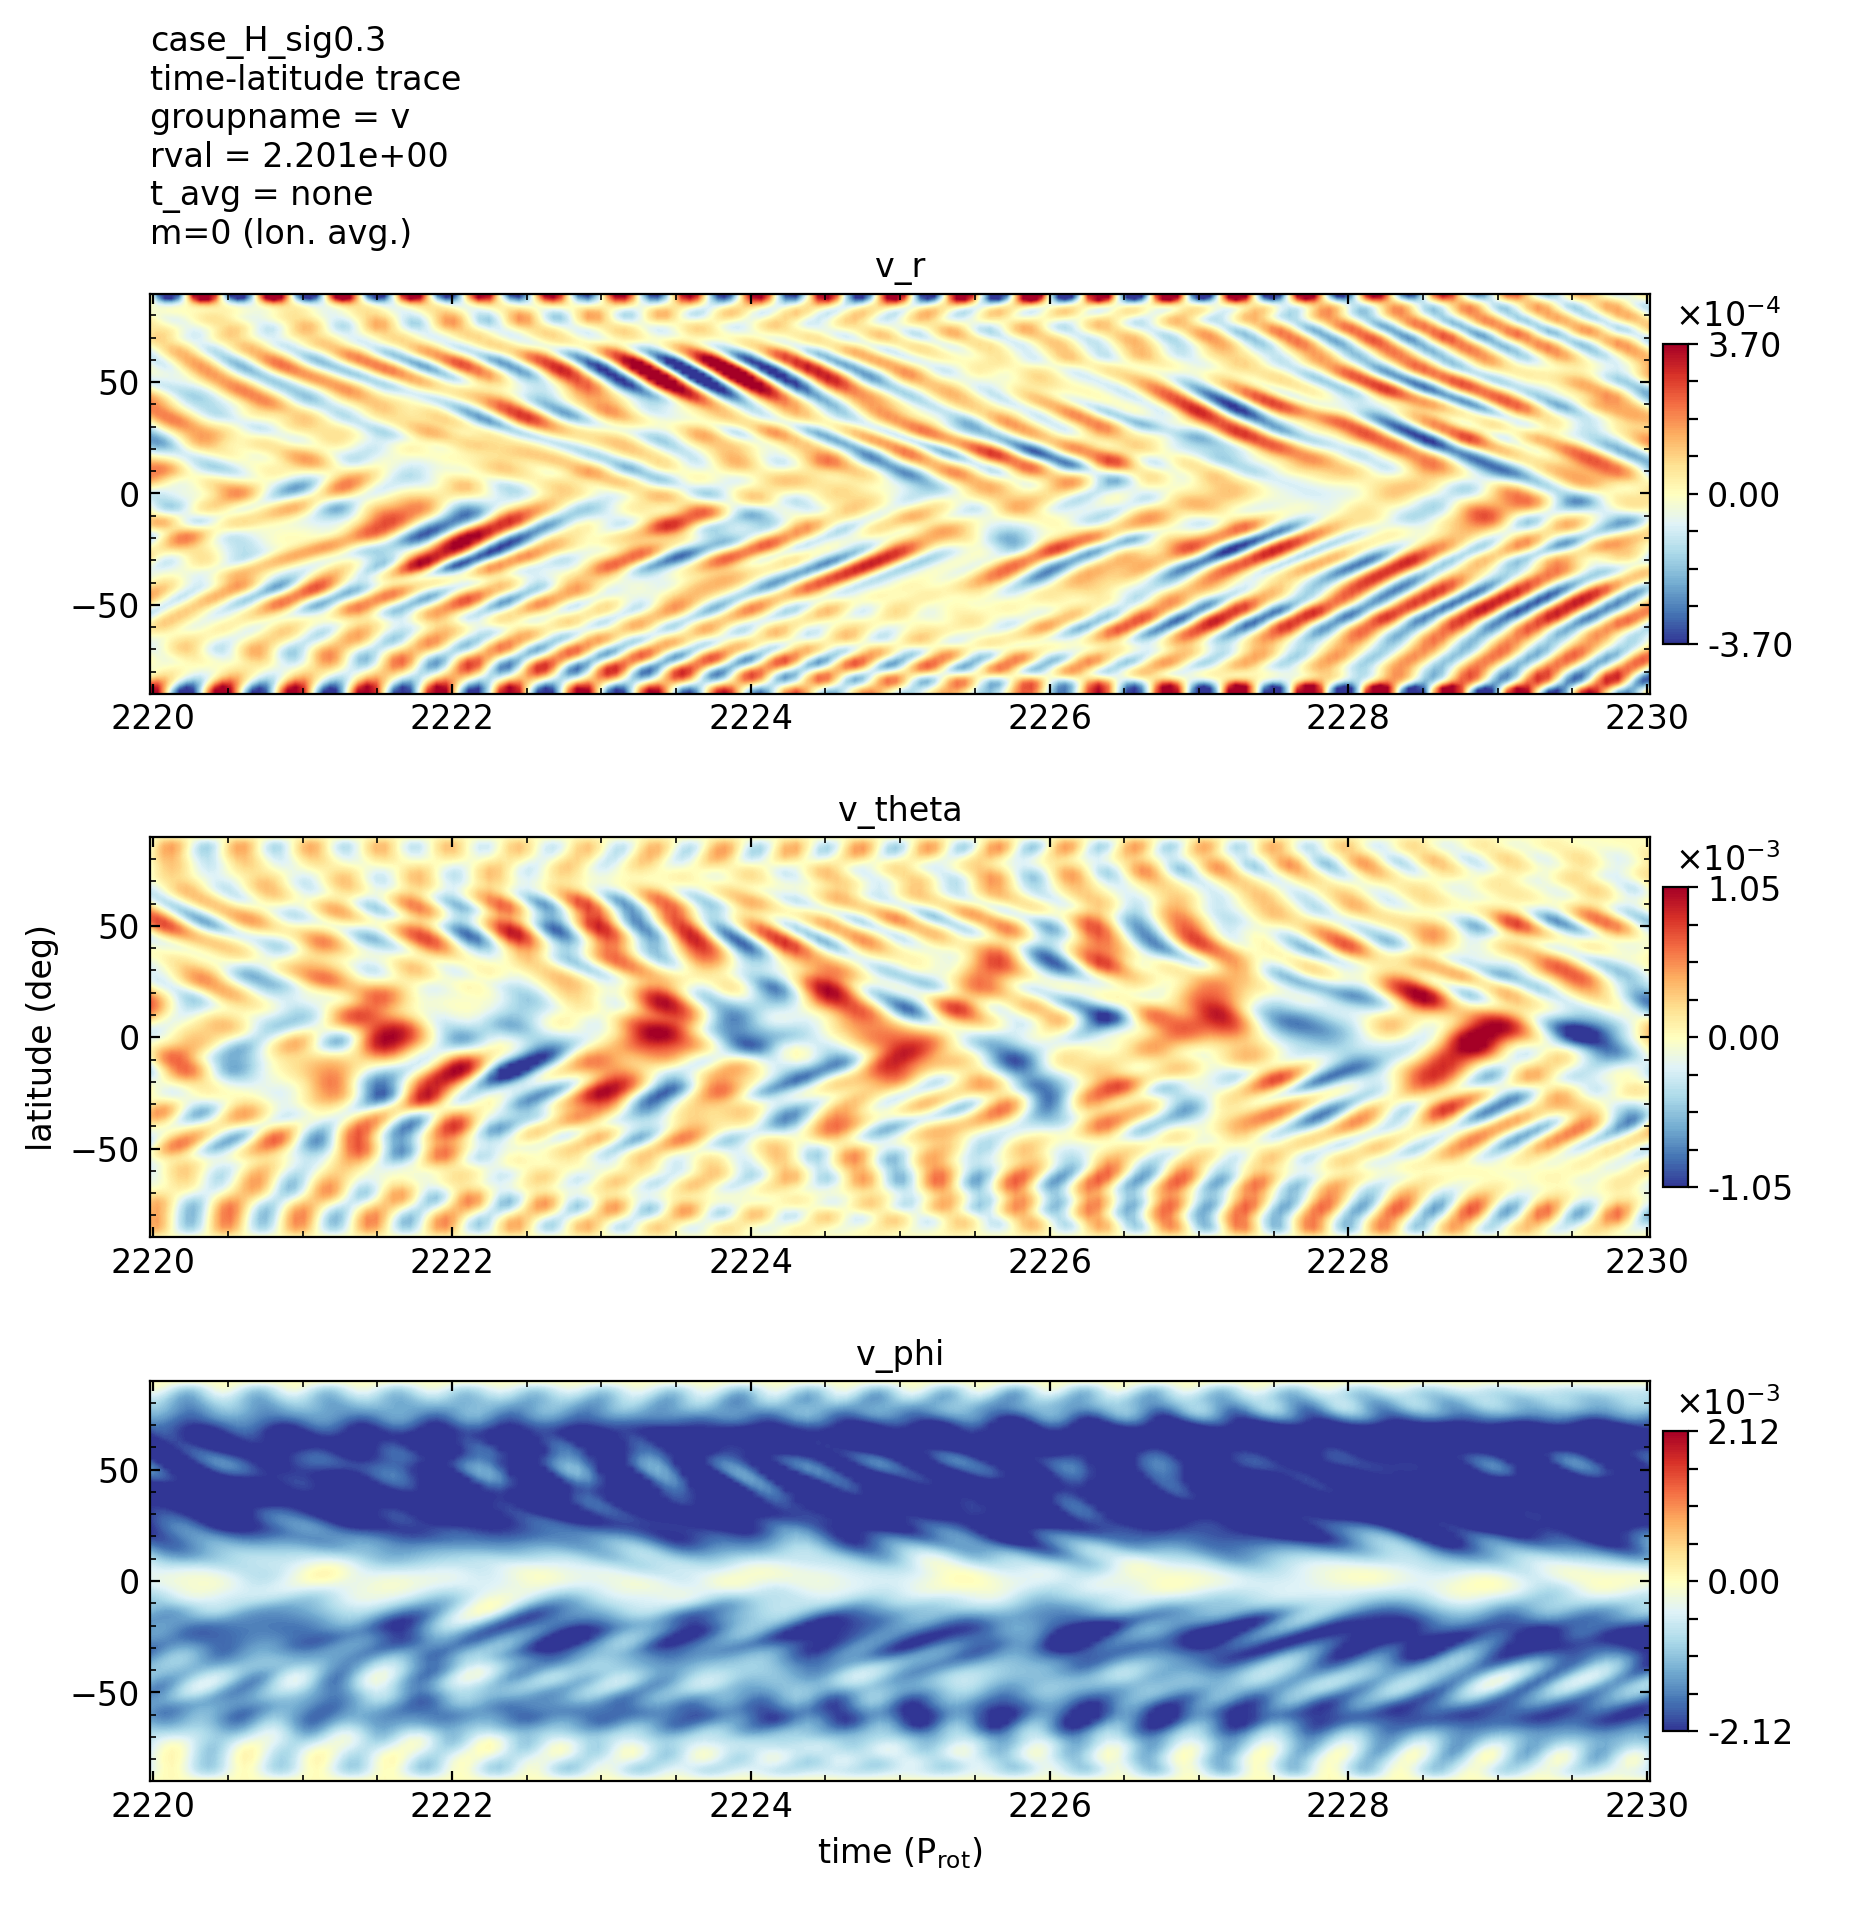 case_H_sig0.3
time-latitude trace
groupname = v
rval = 2.201e+00
t_avg = none
m=0 (lon. avg.)
v_r
×10⁻⁴
3.70
0.00
-3.70
50
0
−50
2220 2222 2224 2226 2228 2230
v_theta
×10⁻³
1.05
0.00
-1.05
latitude (deg)
50
0
−50
2220 2222 2224 2226 2228 2230
v_phi
×10⁻³
2.12
0.00
-2.12
50
0
−50
2220 2222 2224 2226 2228 2230
time (P_rot)